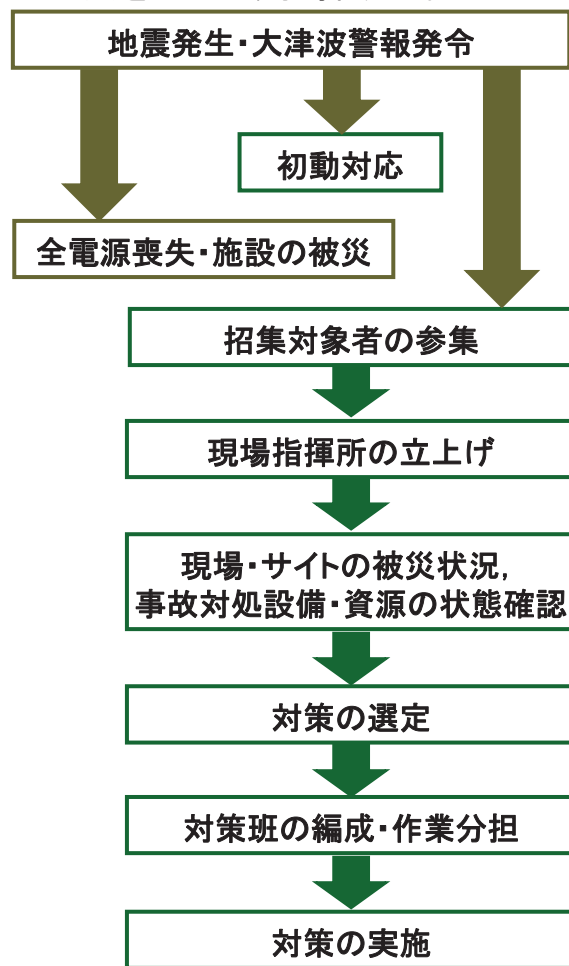 地震発生・大津波警報発令
初動対応
全電源喪失・施設の被災
招集対象者の参集
現場指揮所の立上げ
現場・サイトの被災状況,
事故対処設備・資源の状態確認
対策の選定
対策班の編成・作業分担
対策の実施